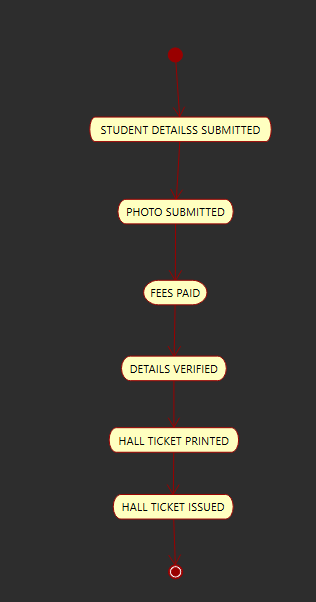 STUDENT DETAILSS SUBMITTED
PHOTO SUBMITTED
FEES PAID
DETAILS VERIFIED
HALL TICKET PRINTED
HALL TICKET ISSUED